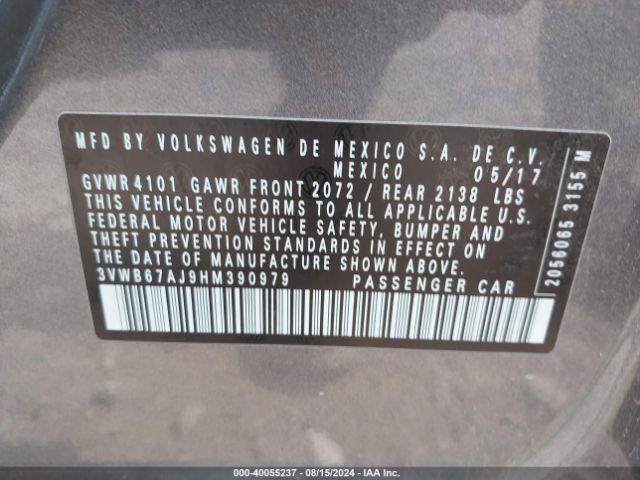 MFD BY VOLKSWAGEN DE MEXICO S.A. DE C.V.
MEXICO 05/17
GVWR 4101 GAWR FRONT 2072 / REAR 2138 LBS
THIS VEHICLE CONFORMS TO ALL APPLICABLE U.S.
FEDERAL MOTOR VEHICLE SAFETY, BUMPER AND
THEFT PREVENTION STANDARDS IN EFFECT ON
THE DATE OF MANUFACTURE SHOWN ABOVE.
3VWB67AJ9HM390979 PASSENGER CAR
2056065 3155 M
000-40055237 - 08/15/2024 - IAA Inc.